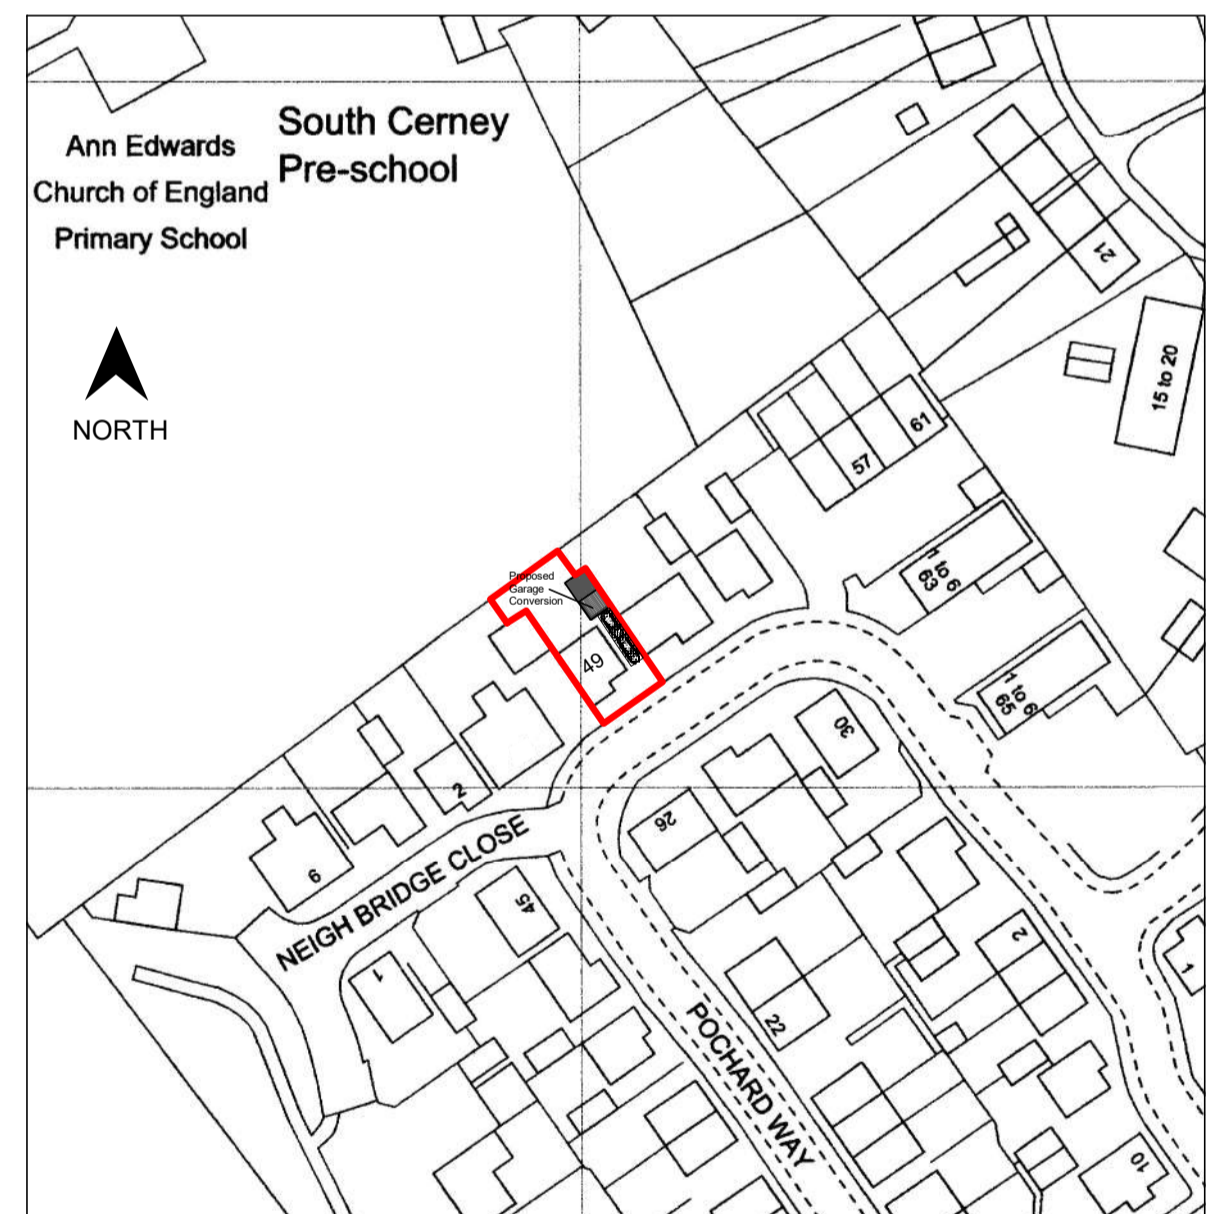 South Cerney
Pre-school
Ann Edwards
Church of England
Primary School
NORTH
21
15 to 20
61
57
1 to 6
63
Proposed
Garage
Conversion
49
1 to 6
65
30
2
26
6
NEIGH BRIDGE CLOSE
45
2
1
1
22
POCHARD WAY
10